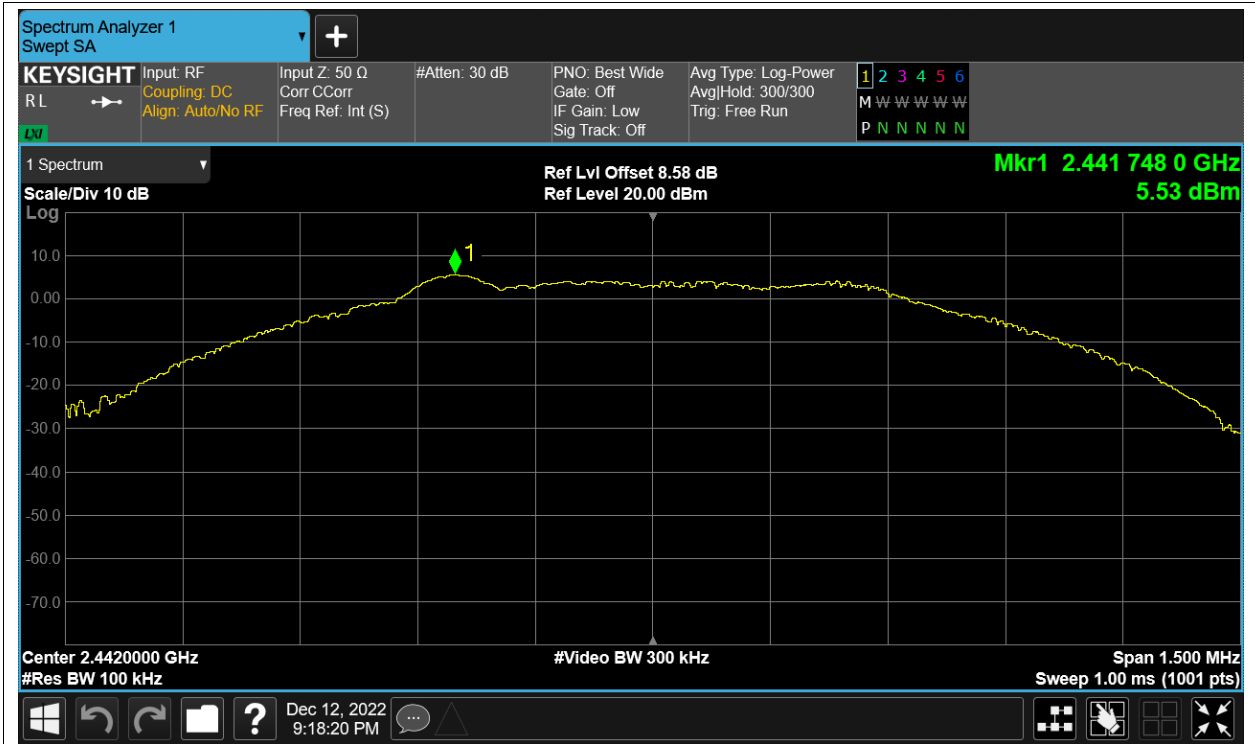 Spectrum Analyzer 1
Swept SA
KEYSIGHT
R L
LXI
Input: RF
Coupling: DC
Align: Auto/No RF
Input Z: 50 Ω
Corr CCorr
Freq Ref: Int (S)
#Atten: 30 dB
PNO: Best Wide
Gate: Off
IF Gain: Low
Sig Track: Off
Avg Type: Log-Power
Avg|Hold: 300/300
Trig: Free Run
1 2 3 4 5 6
M W W W W W
P N N N N N
1 Spectrum
Scale/Div 10 dB
Log
Ref Lvl Offset 8.58 dB
Ref Level 20.00 dBm
Mkr1 2.441 748 0 GHz
5.53 dBm
1
10.0
0.00
-10.0
-20.0
-30.0
-40.0
-50.0
-60.0
-70.0
Center 2.4420000 GHz
#Video BW 300 kHz
Span 1.500 MHz
#Res BW 100 kHz
Sweep 1.00 ms (1001 pts)
?
Dec 12, 2022
9:18:20 PM